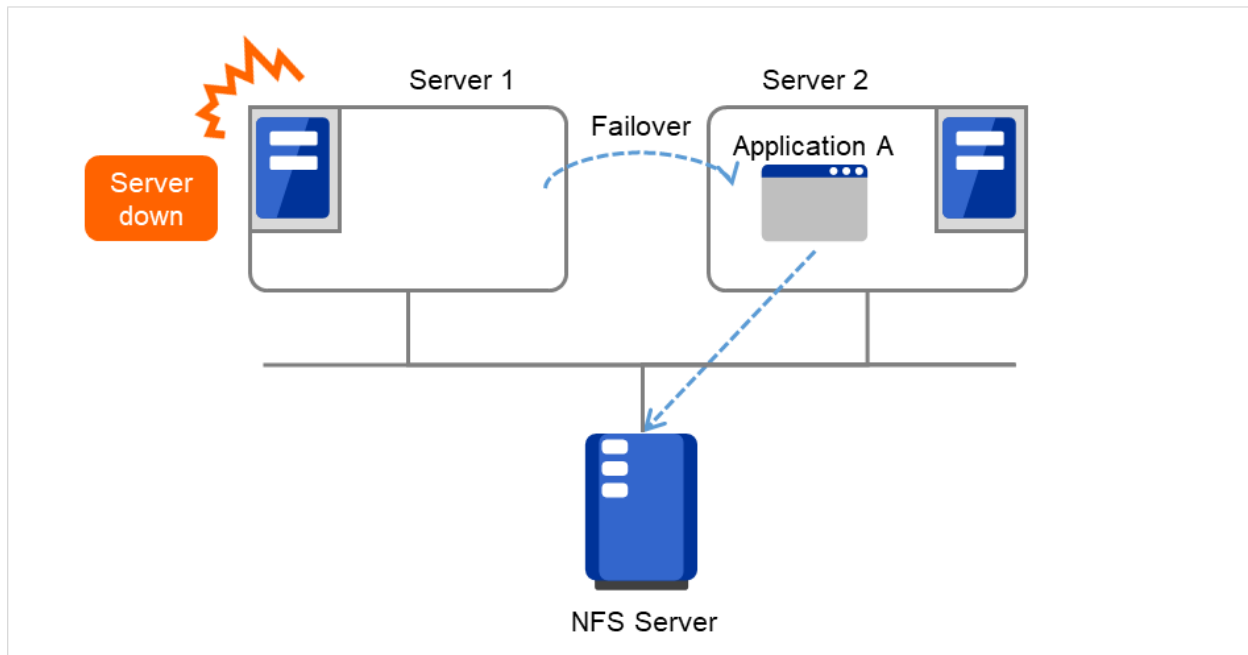 Server 1
Server 2
Failover
Application A
Server
down
NFS Server